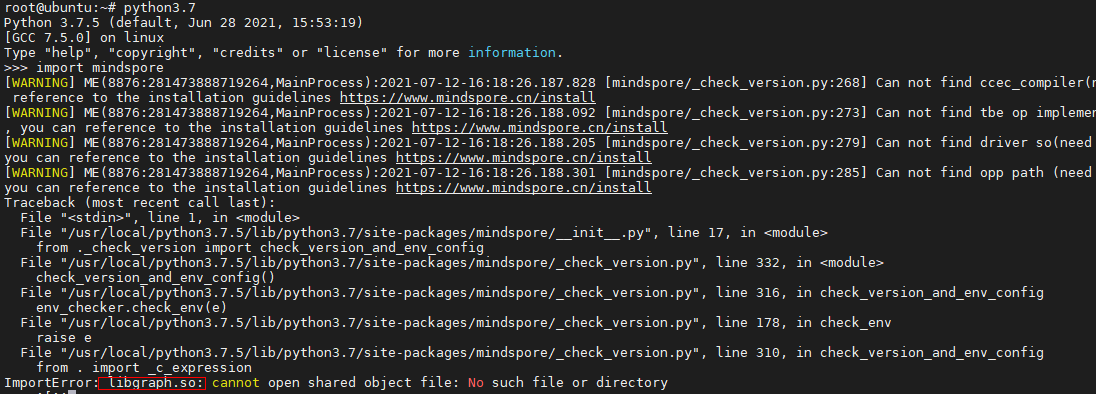 root@ubuntu:~# python3.7
Python 3.7.5 (default, Jun 28 2021, 15:53:19)
[GCC 7.5.0] on linux
Type "help", "copyright", "credits" or "license" for more information.
>>> import mindspore
[WARNING] ME(8876:281473888719264,MainProcess):2021-07-12-16:18:26.187.828 [mindspore/_check_version.py:268] Can not find ccec_compiler(n
 reference to the installation guidelines https://www.mindspore.cn/install
[WARNING] ME(8876:281473888719264,MainProcess):2021-07-12-16:18:26.188.092 [mindspore/_check_version.py:273] Can not find tbe op implemen
, you can reference to the installation guidelines https://www.mindspore.cn/install
[WARNING] ME(8876:281473888719264,MainProcess):2021-07-12-16:18:26.188.205 [mindspore/_check_version.py:279] Can not find driver so(need
you can reference to the installation guidelines https://www.mindspore.cn/install
[WARNING] ME(8876:281473888719264,MainProcess):2021-07-12-16:18:26.188.301 [mindspore/_check_version.py:285] Can not find opp path (need
you can reference to the installation guidelines https://www.mindspore.cn/install
Traceback (most recent call last):
  File "<stdin>", line 1, in <module>
  File "/usr/local/python3.7.5/lib/python3.7/site-packages/mindspore/__init__.py", line 17, in <module>
    from ._check_version import check_version_and_env_config
  File "/usr/local/python3.7.5/lib/python3.7/site-packages/mindspore/_check_version.py", line 332, in <module>
    check_version_and_env_config()
  File "/usr/local/python3.7.5/lib/python3.7/site-packages/mindspore/_check_version.py", line 316, in check_version_and_env_config
    env_checker.check_env(e)
  File "/usr/local/python3.7.5/lib/python3.7/site-packages/mindspore/_check_version.py", line 178, in check_env
    raise e
  File "/usr/local/python3.7.5/lib/python3.7/site-packages/mindspore/_check_version.py", line 310, in check_version_and_env_config
    from . import _c_expression
ImportError: libgraph.so: cannot open shared object file: No such file or directory